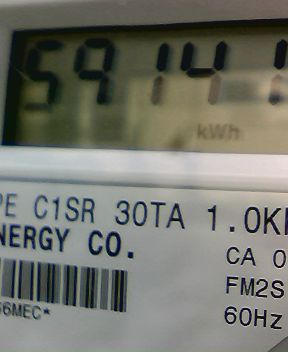 5914
kWh
PE C1SR 30TA 1.0K
NERGY CO.
CA 0
FM2S
60Hz
6MEC*